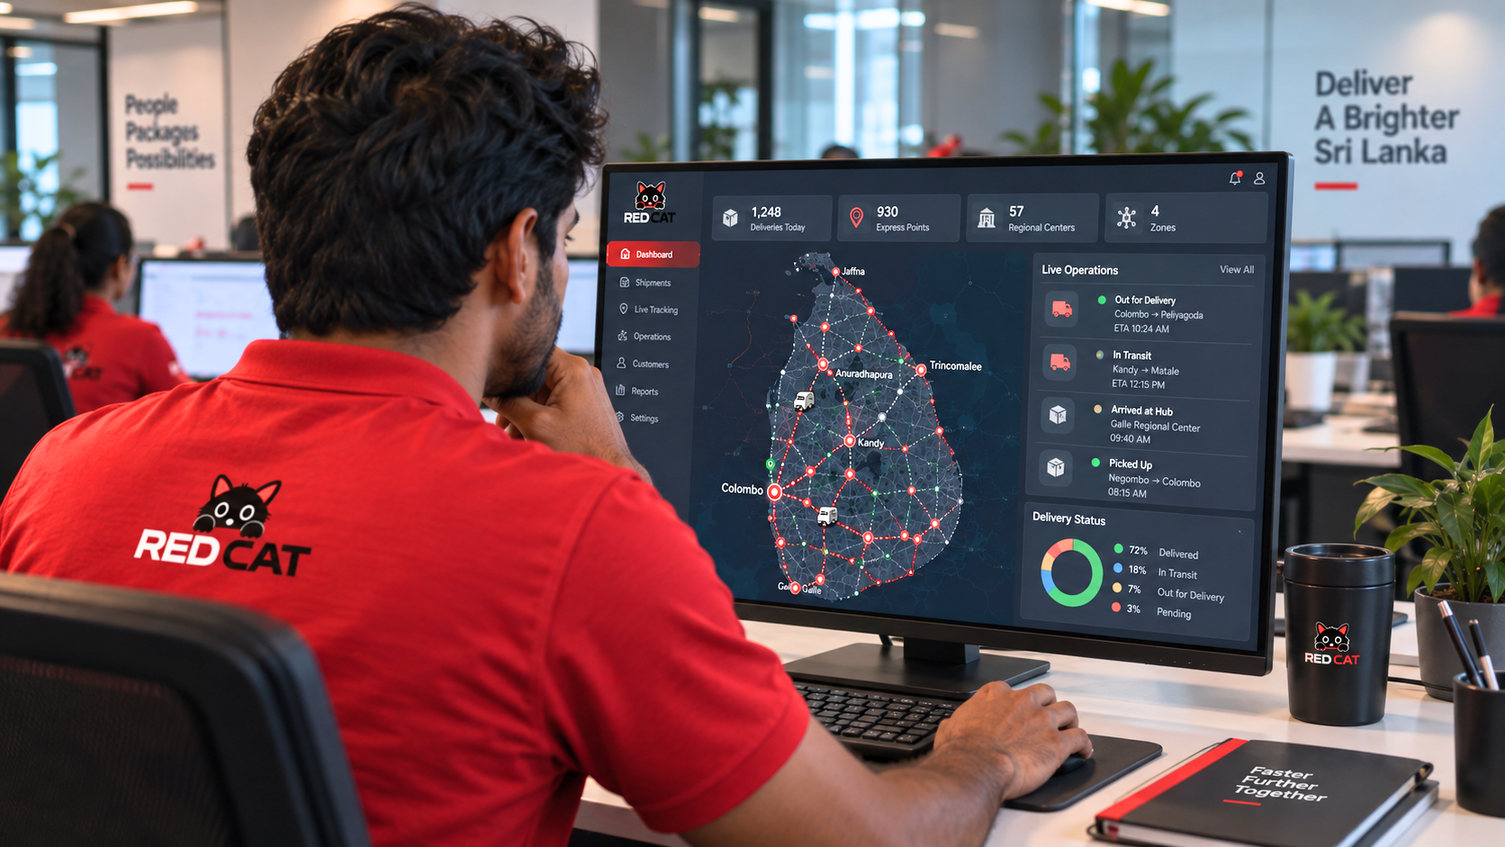 People
Packages
Possibilities
Deliver
A Brighter
Sri Lanka
RED CAT
RED CAT
1,248
Deliveries Today
930
Express Points
57
Regional Centers
4
Zones
Dashboard
Shipments
Live Tracking
Operations
Customers
Reports
Settings
Jaffna
Anuradhapura
Trincomalee
Kandy
Colombo
Galle
Live Operations
View All
Out for Delivery
Colombo → Peliyagoda
ETA 10:24 AM
In Transit
Kandy → Matale
ETA 12:15 PM
Arrived at Hub
Galle Regional Center
09:40 AM
Picked Up
Negombo → Colombo
08:15 AM
Delivery Status
72% Delivered
18% In Transit
7% Out for Delivery
3% Pending
RED CAT
Faster
Further
Together